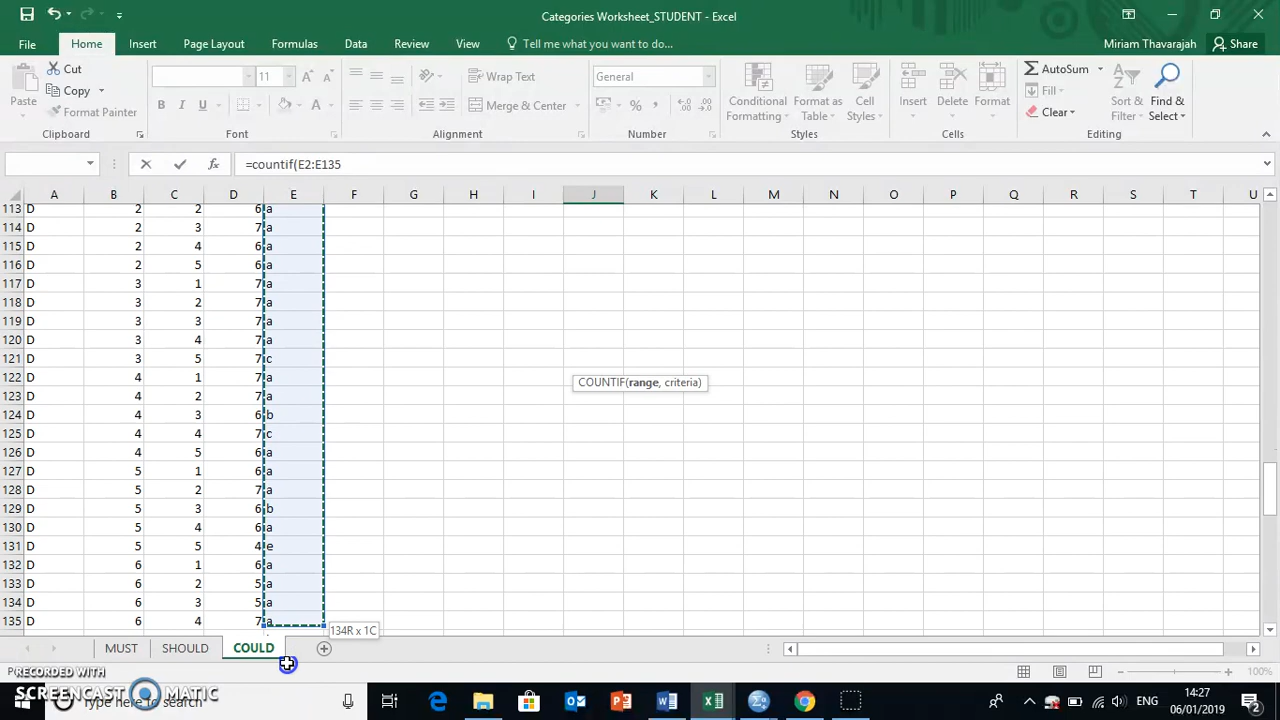 Categories Worksheet_STUDENT - Excel
File Home Insert Page Layout Formulas Data Review View Tell me what you want to do... Miriam Thavarajah Share
Cut
Copy
Format Painter
Paste
Clipboard
11
B I U A
Font
Wrap Text
Merge & Center
Alignment
General
%
Number
Conditional Formatting
Format as Table
Cell Styles
Styles
Insert
Delete
Format
Cells
AutoSum
Fill
Clear
Sort & Filter
Find & Select
Editing
fx =countif(E2:E135
A B C D E F G H I J K L M N O P Q R S T U
113 D 2 2 6 a
114 D 2 3 7 a
115 D 2 4 6 a
116 D 2 5 6 a
117 D 3 1 7 a
118 D 3 2 7 a
119 D 3 3 7 a
120 D 3 4 7 a
121 D 3 5 7 c
COUNTIF(range, criteria)
122 D 4 1 7 a
123 D 4 2 7 a
124 D 4 3 6 b
125 D 4 4 7 c
126 D 4 5 6 a
127 D 5 1 6 a
128 D 5 2 7 a
129 D 5 3 6 b
130 D 5 4 6 a
131 D 5 5 4 e
132 D 6 1 6 a
133 D 6 2 5 a
134 D 6 3 5 a
135 D 6 4 7 a
134R x 1C
MUST SHOULD COULD
100%
RECORDED WITH
SCREENCAST MATIC
Type here to search
ENG
14:27
06/01/2019
2